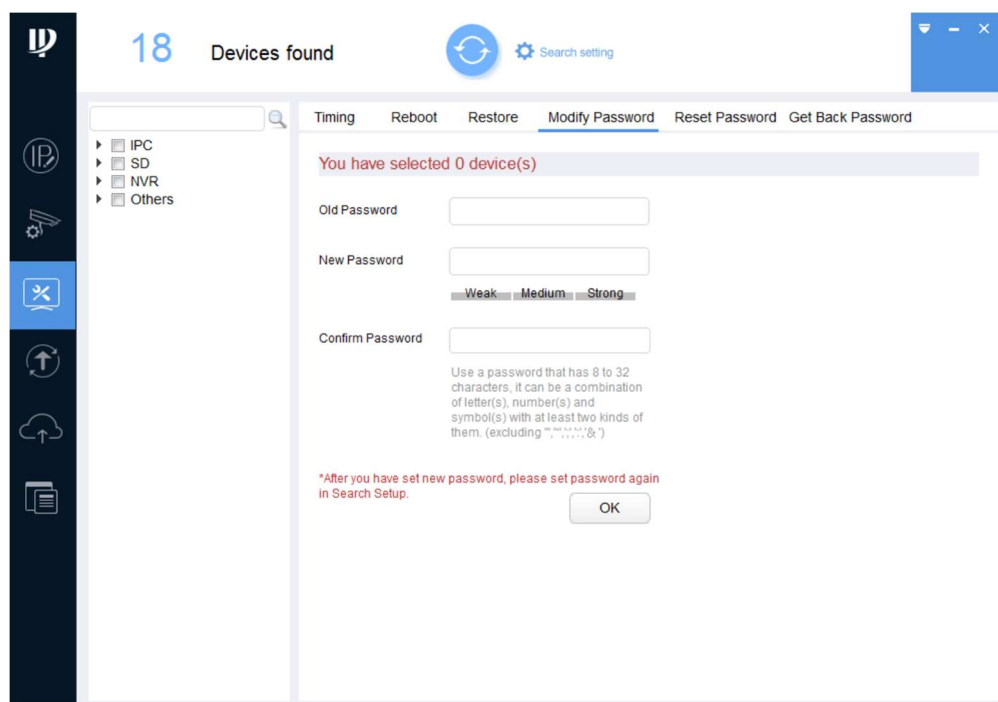 18 Devices found Search setting
Timing Reboot Restore Modify Password Reset Password Get Back Password
IPC
SD
NVR
Others
You have selected 0 device(s)
Old Password
New Password
Weak Medium Strong
Confirm Password
Use a password that has 8 to 32
characters, it can be a combination
of letter(s), number(s) and
symbol(s) with at least two kinds of
them. (excluding
*After you have set new password, please set password again
in Search Setup.
OK